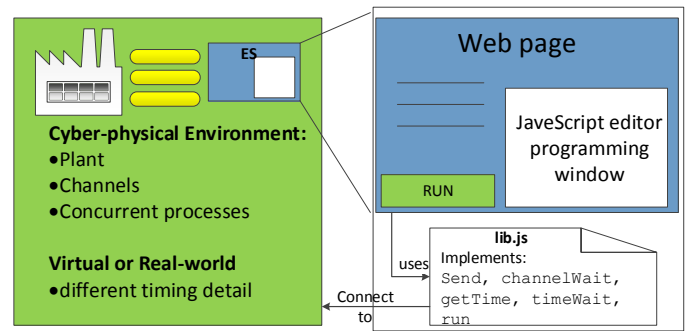 ES
Cyber-physical Environment:
•Plant
•Channels
•Concurrent processes
Virtual or Real-world
•different timing detail
Web page
JaveScript editor
programming
window
RUN
uses
lib.js
Implements:
Send, channelWait,
getTime, timeWait,
run
Connect
to